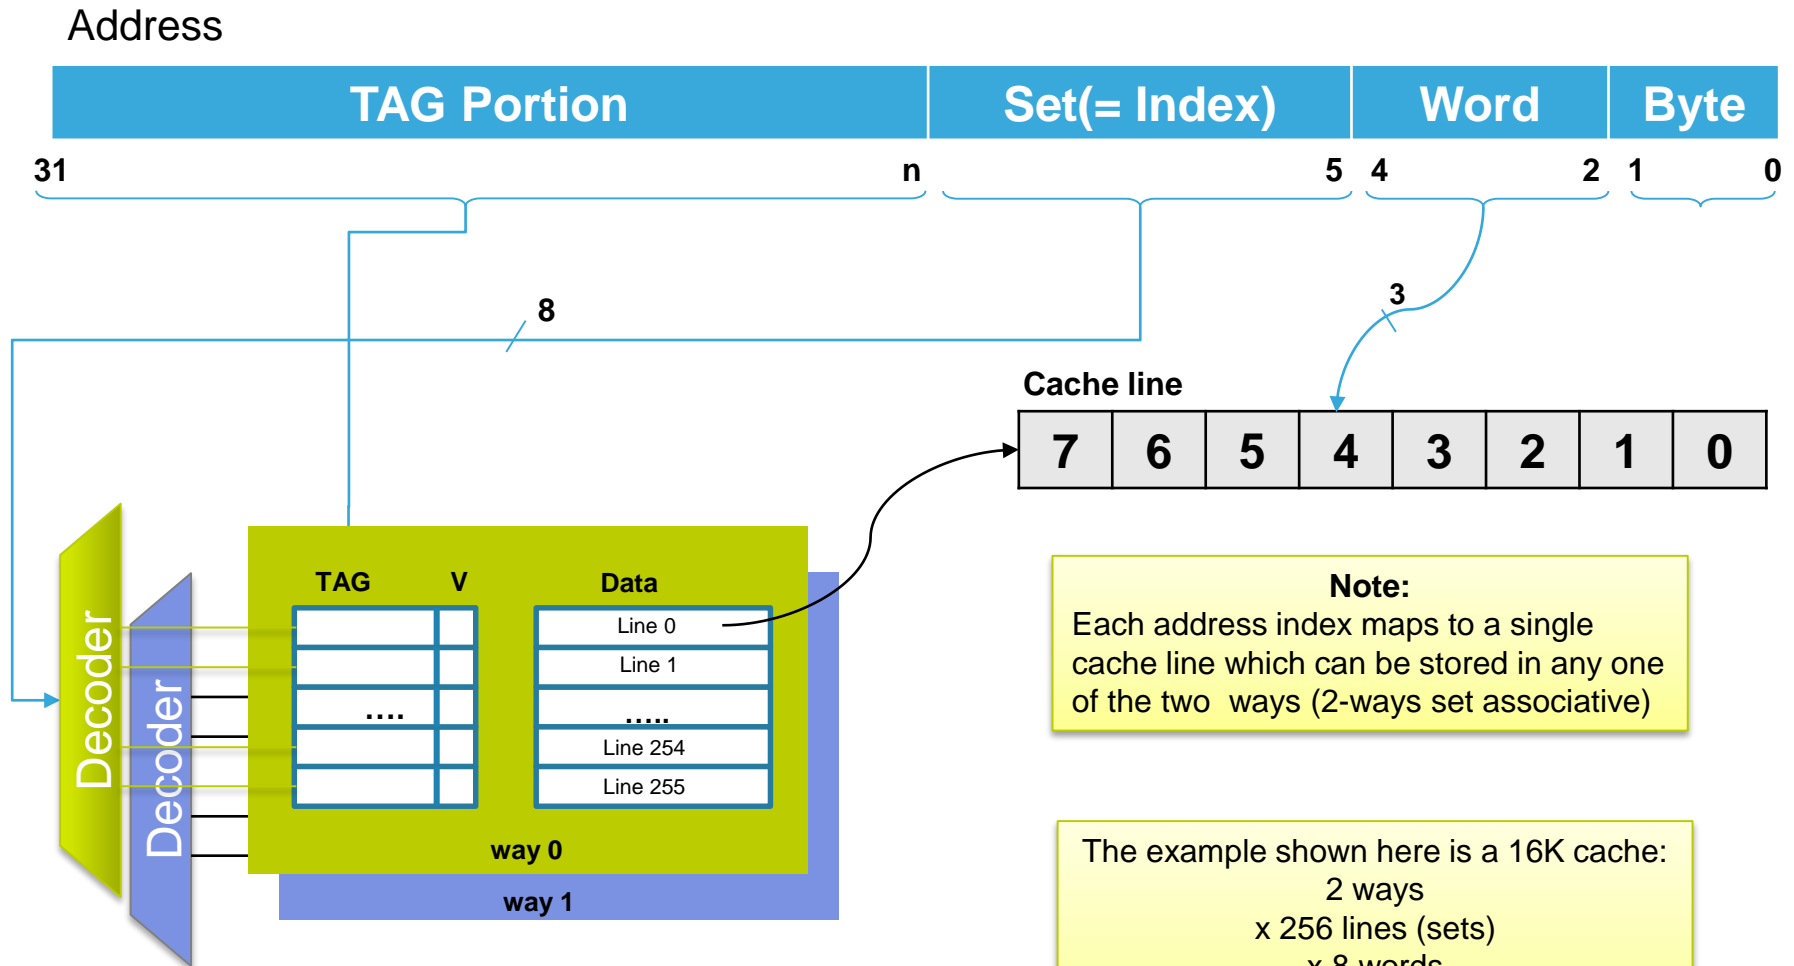 Address
TAG Portion Set(= Index) Word Byte
31 n 5 4 2 1 0
8
3
Cache line
7 6 5 4 3 2 1 0
Decoder
Decoder
TAG V Data
Line 0
Line 1
.... .....
Line 254
Line 255
way 0
way 1
Note:
Each address index maps to a single
cache line which can be stored in any one
of the two ways (2-ways set associative)
The example shown here is a 16K cache:
2 ways
x 256 lines (sets)
x 8 words